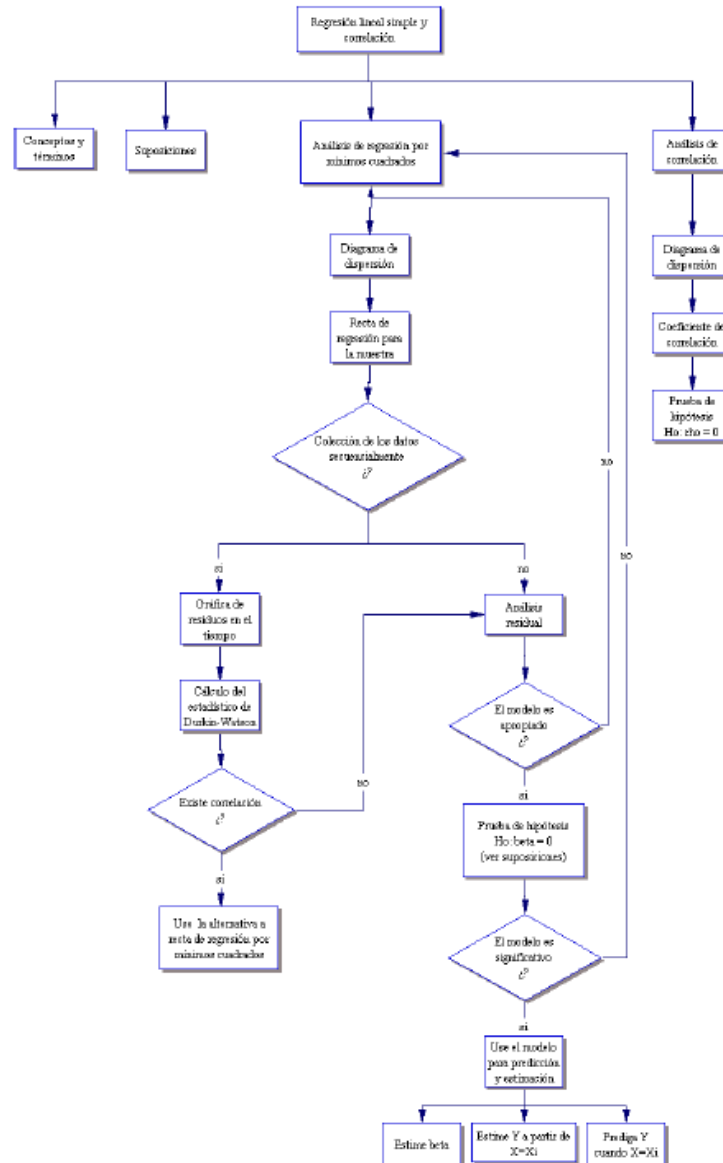 Regresión lineal simple y
correlación.
Conceptos y
términos
Suposiciones
Análisis de regresión por
mínimos cuadrados
Análisis de
correlación.
Diagrama de
dispersión
Diagrama de
dispersión
Recta de
regresión para
la muestra
Coeficiente de
correlación.
Prueba de
hipótesis
Ho: rho = 0
Colección de los datos
secuencialmente
¿?
no
no
si
no
Gráfica de
residuos en el
tiempo
Análisis
residual
Cálculo del
estadístico de
Durbin-Watson
El modelo es
apropiado
¿?
no
Existe correlación
¿?
si
Prueba de hipótesis
Ho: beta = 0
(ver suposiciones)
si
Use la alternativa a
recta de regresión por
mínimos cuadrados
El modelo es
significativo
¿?
si
Use el modelo
para predicción
y estimación
Estime beta
Estime Y a partir de
X=Xi
Prediga Y
cuando X=Xi